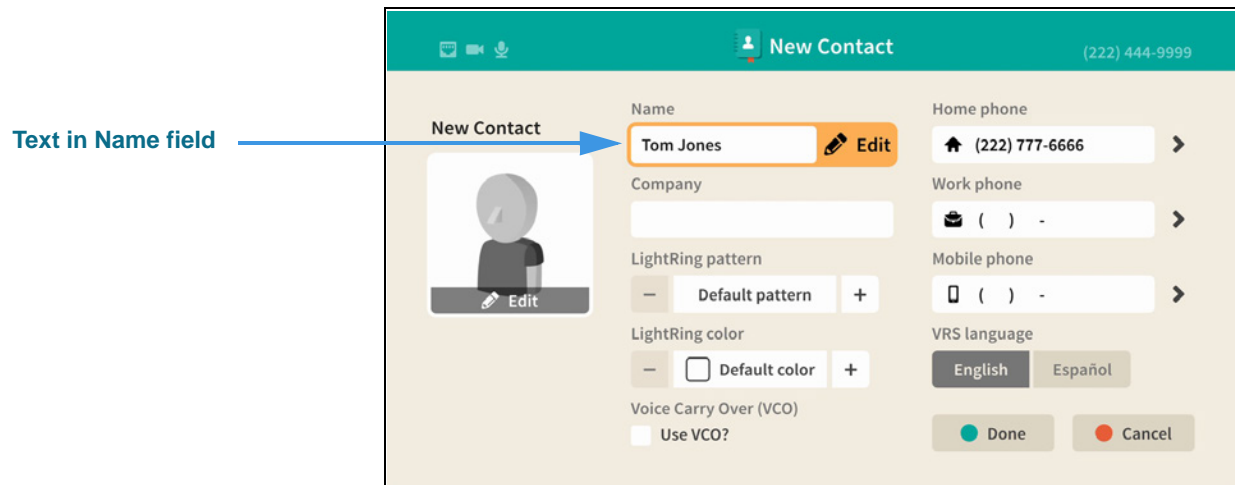 New Contact
(222) 444-9999
Text in Name field
New Contact
Edit
Name
Tom Jones
Edit
Company
LightRing pattern
− Default pattern +
LightRing color
− Default color +
Voice Carry Over (VCO)
Use VCO?
Home phone
(222) 777-6666
Work phone
( ) -
Mobile phone
( ) -
VRS language
English Español
Done Cancel